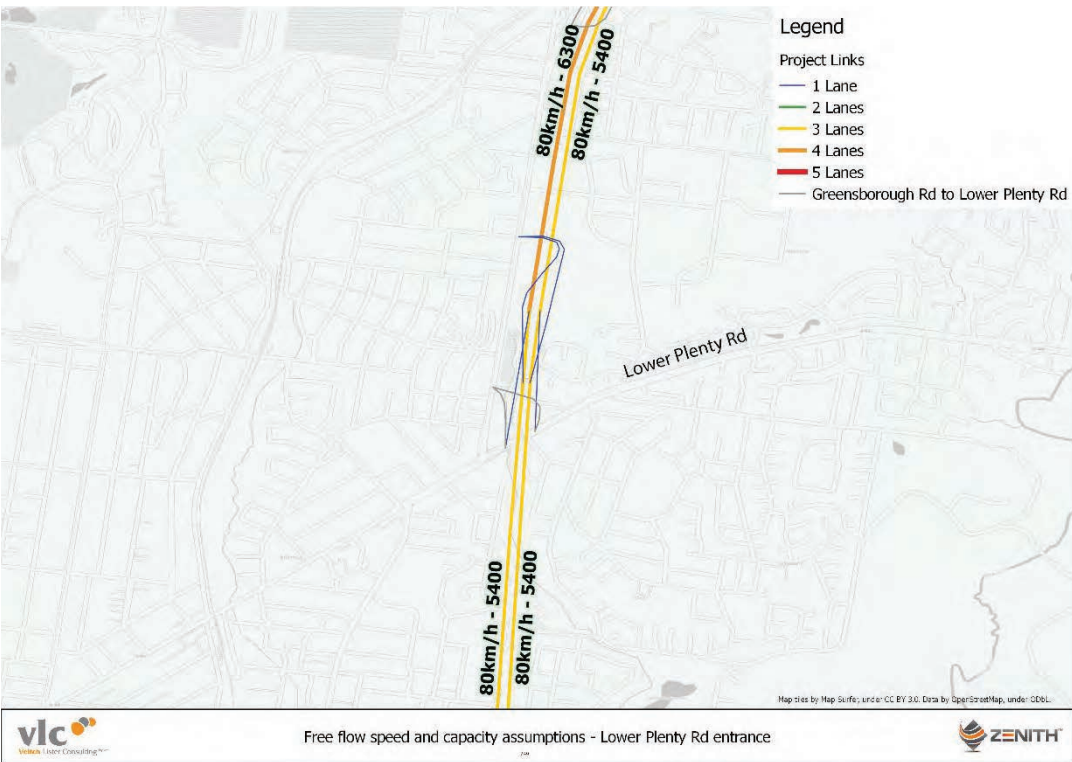 80km/h - 6300
80km/h - 5400
Legend
Project Links
1 Lane
2 Lanes
3 Lanes
4 Lanes
5 Lanes
Greensborough Rd to Lower Plenty Rd
Lower Plenty Rd
80km/h - 5400
80km/h - 5400
Map tiles by Map Surfer, under CC BY 3.0. Data by OpenStreetMap, under ODbL.
vlc
Veitch Lister Consulting
Free flow speed and capacity assumptions - Lower Plenty Rd entrance
ZENITH